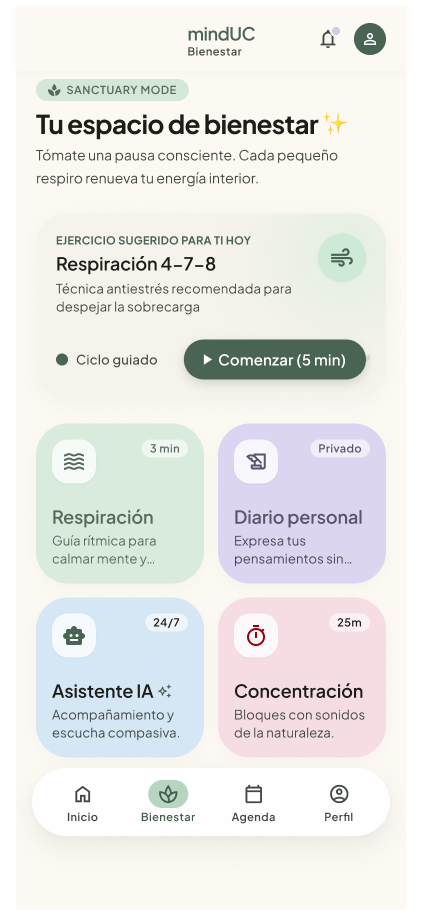 mindUC
Bienestar
SANCTUARY MODE
Tu espacio de bienestar ✨
Tómate una pausa consciente. Cada pequeño
respiro renueva tu energía interior.
EJERCICIO SUGERIDO PARA TI HOY
Respiración 4–7–8
Técnica antiestrés recomendada para
despejar la sobrecarga
Ciclo guiado
Comenzar (5 min)
3 min
Respiración
Guía rítmica para
calmar mente y...
Privado
Diario personal
Expresa tus
pensamientos sin...
24/7
Asistente IA
Acompañamiento y
escucha compasiva.
25m
Concentración
Bloques con sonidos
de la naturaleza.
Inicio
Bienestar
Agenda
Perfil